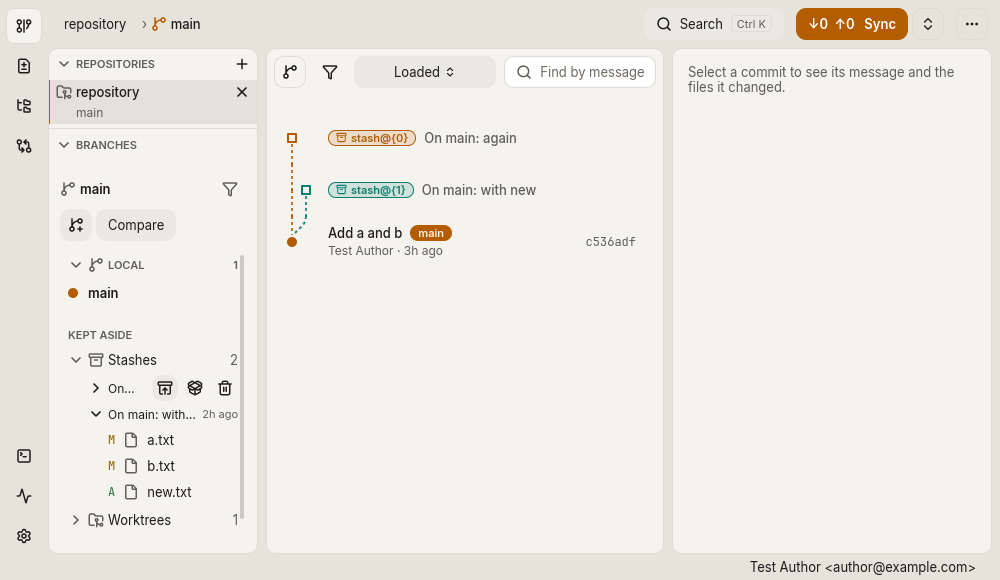 repository › main
Search Ctrl K
↓0 ↑0 Sync
REPOSITORIES
repository
main
BRANCHES
main
Compare
LOCAL 1
main
KEPT ASIDE
Stashes 2
On...
On main: with... 2h ago
M a.txt
M b.txt
A new.txt
Worktrees 1
Loaded
Find by message
stash@{0} On main: again
stash@{1} On main: with new
Add a and b main
Test Author · 3h ago
c536adf
Select a commit to see its message and the
files it changed.
Test Author <author@example.com>